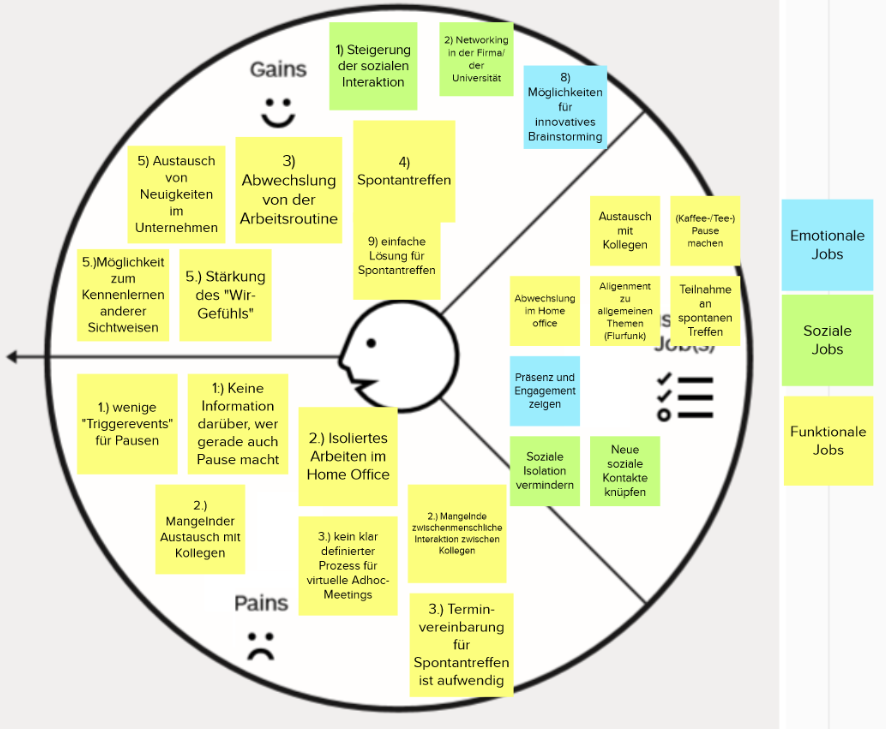 Gains
1) Steigerung
der sozialen
Interaktion
2) Networking
in der Firma/
der
Universität
8)
Möglichkeiten
für
innovatives
Brainstorming
5) Austausch
von
Neuigkeiten
im
Unternehmen
3)
Abwechslung
von der
Arbeitsroutine
4)
Spontantreffen
9) einfache
Lösung für
Spontantreffen
5.)Möglichkeit
zum
Kennenlernen
anderer
Sichtweisen
5.) Stärkung
des "Wir-
Gefühls"
Austausch
mit
Kollegen
(Kaffee-/Tee-)
Pause
machen
Abwechslung
im Home
office
Alignment
zu
allgemeinen
Themen
(Flurfunk)
Teilnahme
an
spontanen
Treffen
Job(s)
Präsenz und
Engagement
zeigen
Soziale
Isolation
vermindern
Neue
soziale
Kontakte
knüpfen
1.) wenige
"Triggerevents"
für Pausen
1:) Keine
Information
darüber, wer
gerade auch
Pause macht
2.) Isoliertes
Arbeiten im
Home Office
2.)
Mangelnder
Austausch mit
Kollegen
3.) kein klar
definierter
Prozess für
virtuelle Adhoc-
Meetings
2.) Mangelnde
zwischenmenschliche
Interaktion zwischen
Kollegen
3.) Termin-
vereinbarung
für
Spontantreffen
ist aufwendig
Pains
Emotionale
Jobs
Soziale
Jobs
Funktionale
Jobs